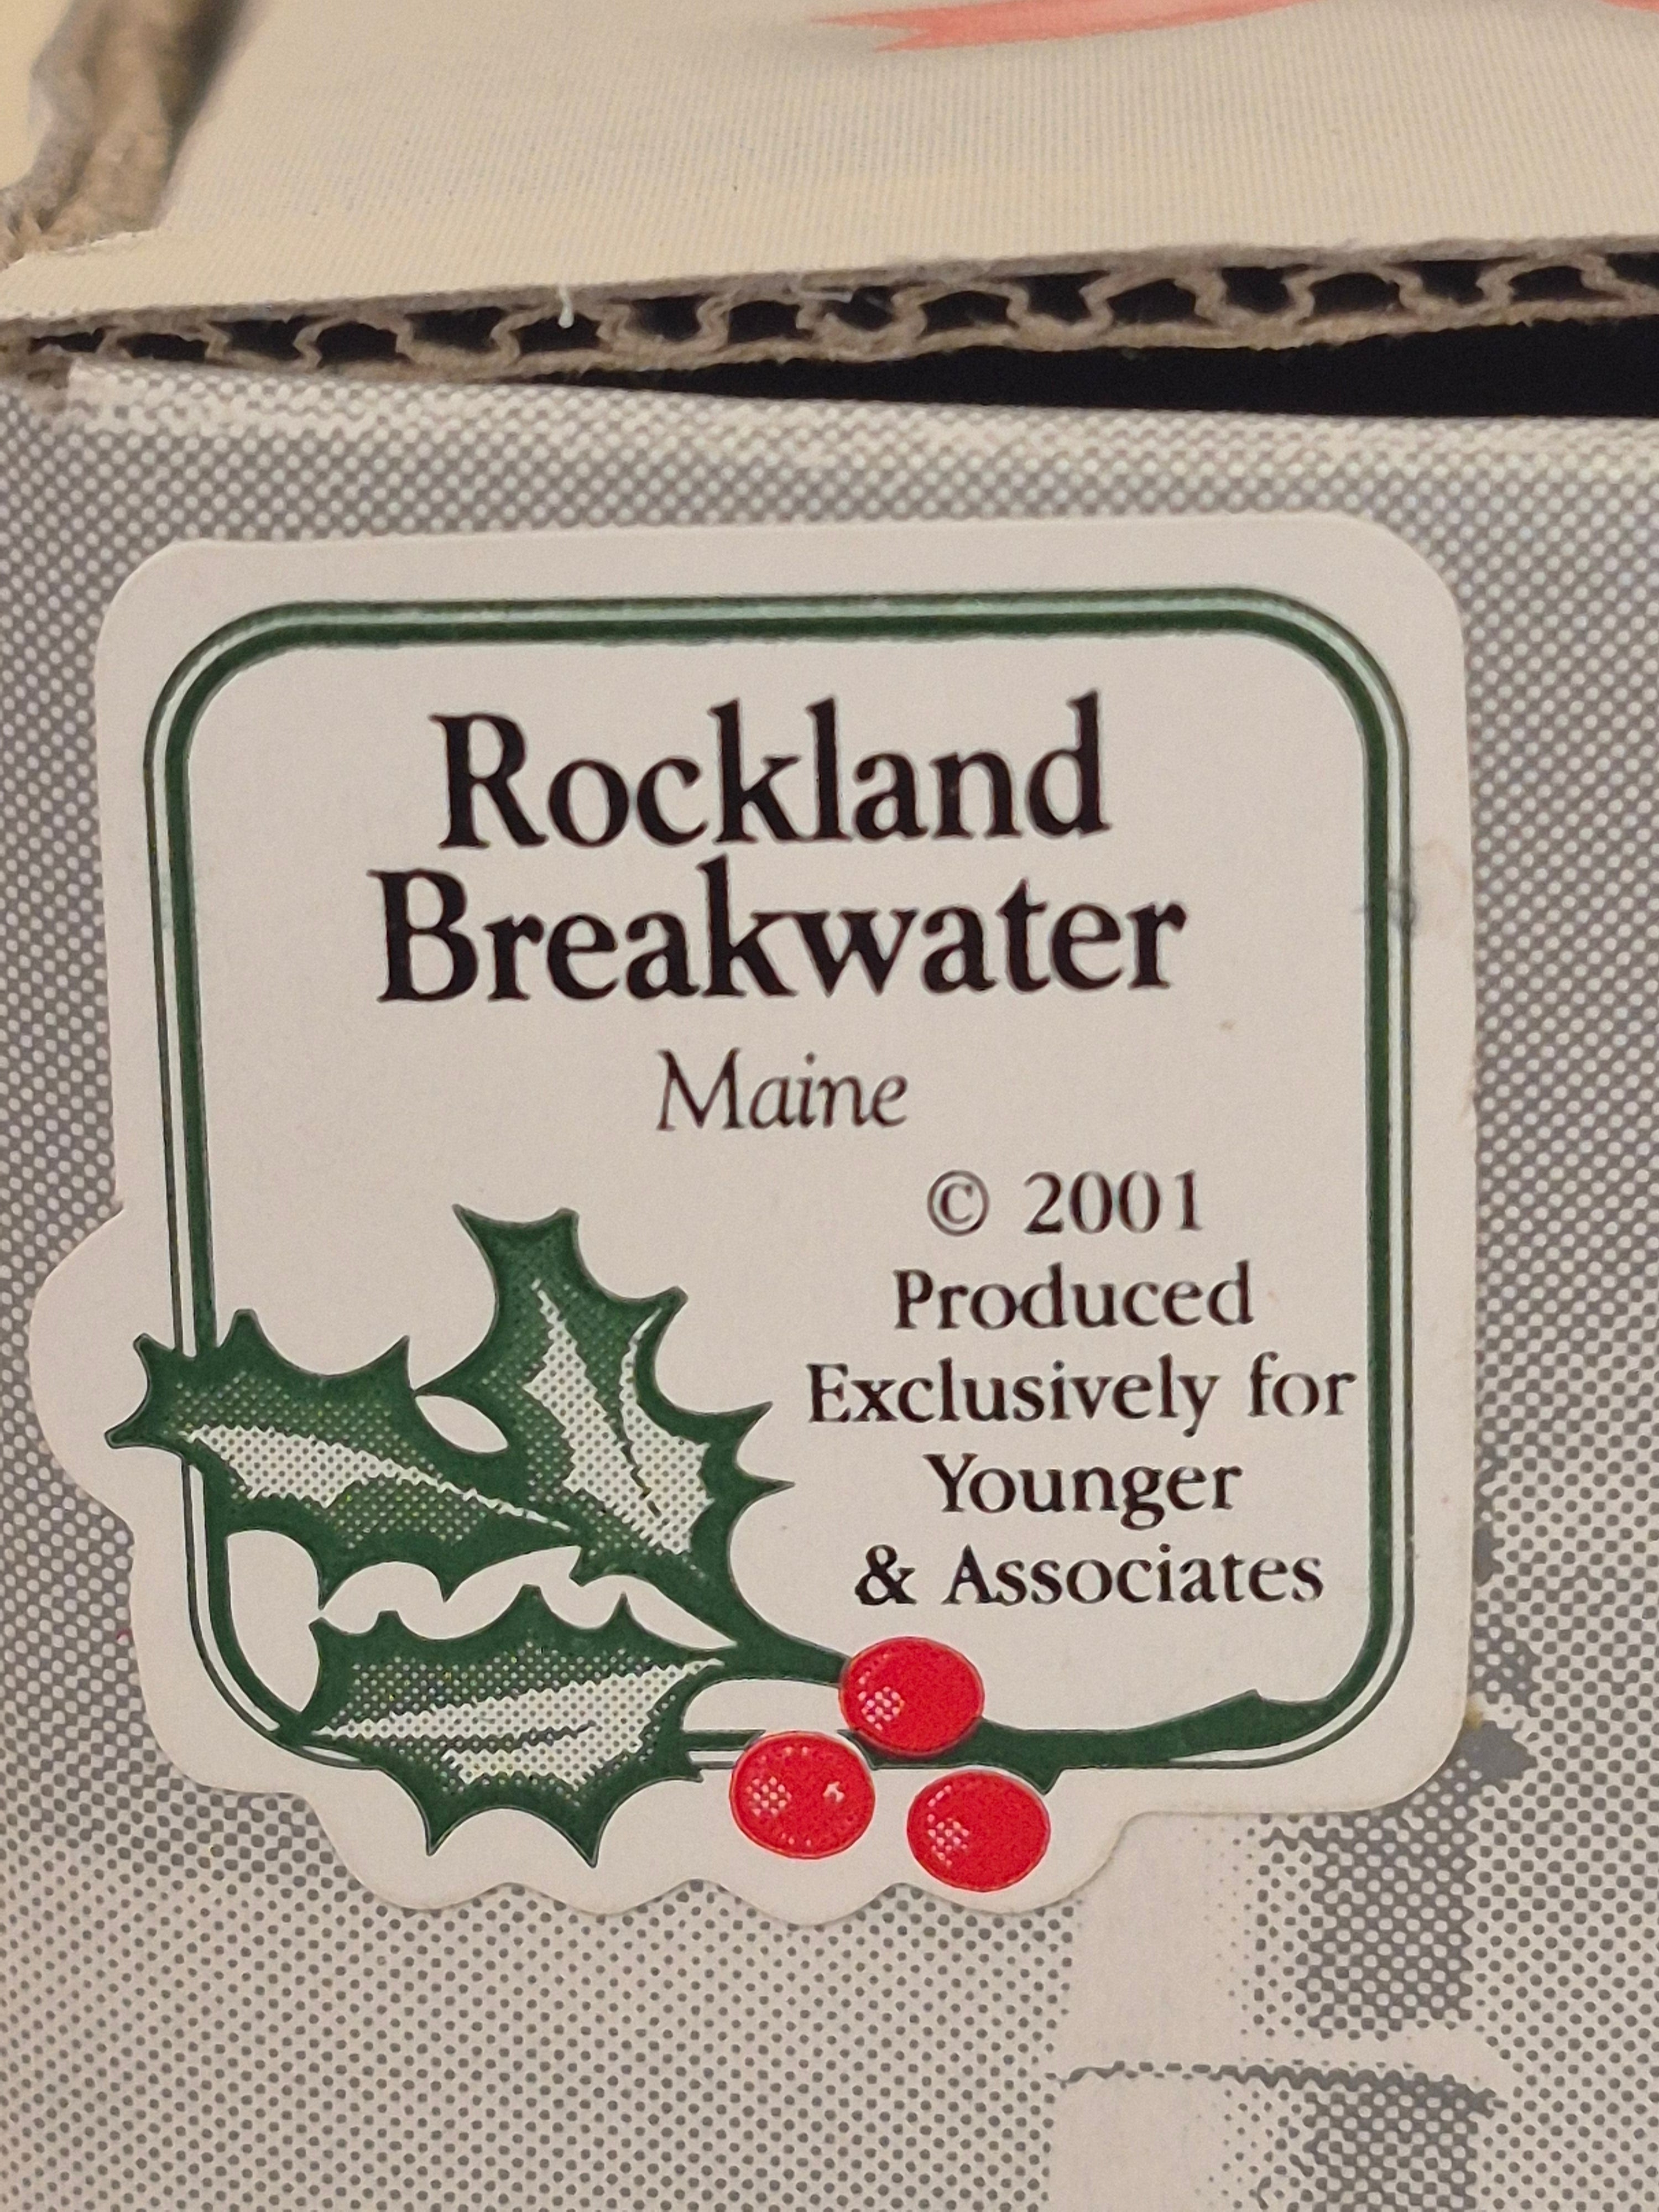 Rockland
Breakwater
Maine
© 2001
Produced
Exclusively for
Younger
& Associates